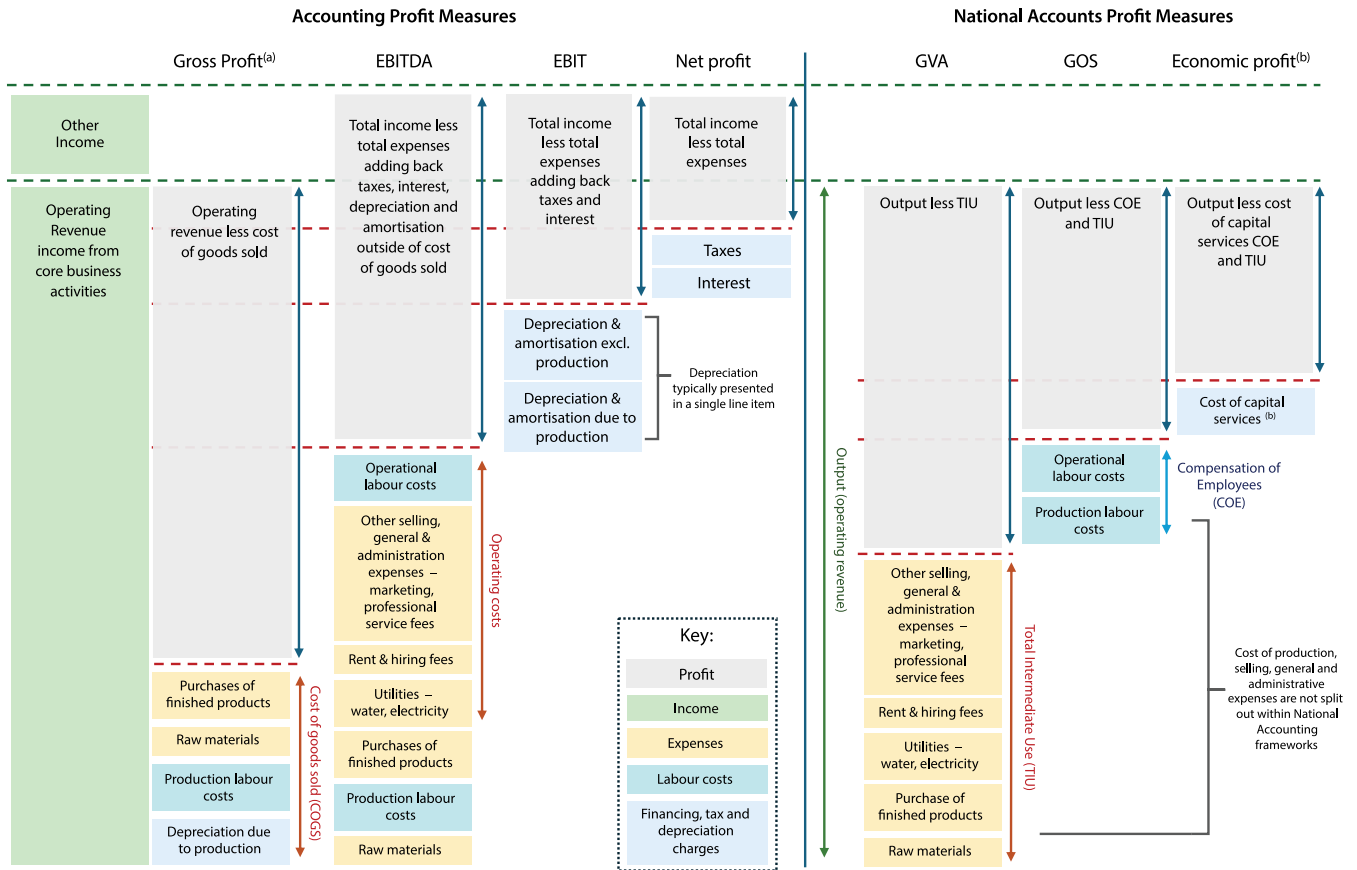 Accounting Profit Measures
National Accounts Profit Measures
Gross Profit(a)
EBITDA
EBIT
Net profit
GVA
GOS
Economic profit(b)
Other
Income
Operating
Revenue
income from
core business
activities
Operating
revenue less cost
of goods sold
Purchases of
finished products
Raw materials
Production labour
costs
Depreciation due
to production
Cost of goods sold (COGS)
Total income less
total expenses
adding back
taxes, interest,
depreciation and
amortisation
outside of cost
of goods sold
Operational
labour costs
Other selling,
general &
administration
expenses –
marketing,
professional
service fees
Rent & hiring fees
Utilities –
water, electricity
Purchases of
finished products
Production labour
costs
Raw materials
Operating costs
Total income
less total
expenses
adding back
taxes and
interest
Depreciation &
amortisation excl.
production
Depreciation &
amortisation due to
production
Depreciation
typically presented
in a single line item
Total income
less total
expenses
Taxes
Interest
Key:
Profit
Income
Expenses
Labour costs
Financing, tax and
depreciation
charges
Output (operating revenue)
Output less TIU
Other selling,
general &
administration
expenses –
marketing,
professional
service fees
Rent & hiring fees
Utilities –
water, electricity
Purchase of
finished products
Raw materials
Total Intermediate Use (TIU)
Output less COE
and TIU
Operational
labour costs
Production labour
costs
Compensation of
Employees
(COE)
Output less cost
of capital
services COE
and TIU
Cost of capital
services (b)
Cost of production,
selling, general and
administrative
expenses are not split
out within National
Accounting
frameworks